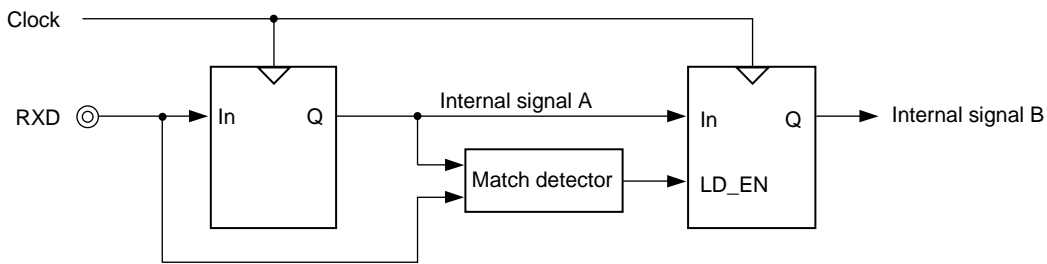 Clock
RXD
In
Q
Internal signal A
In
Q
Internal signal B
Match detector
LD_EN